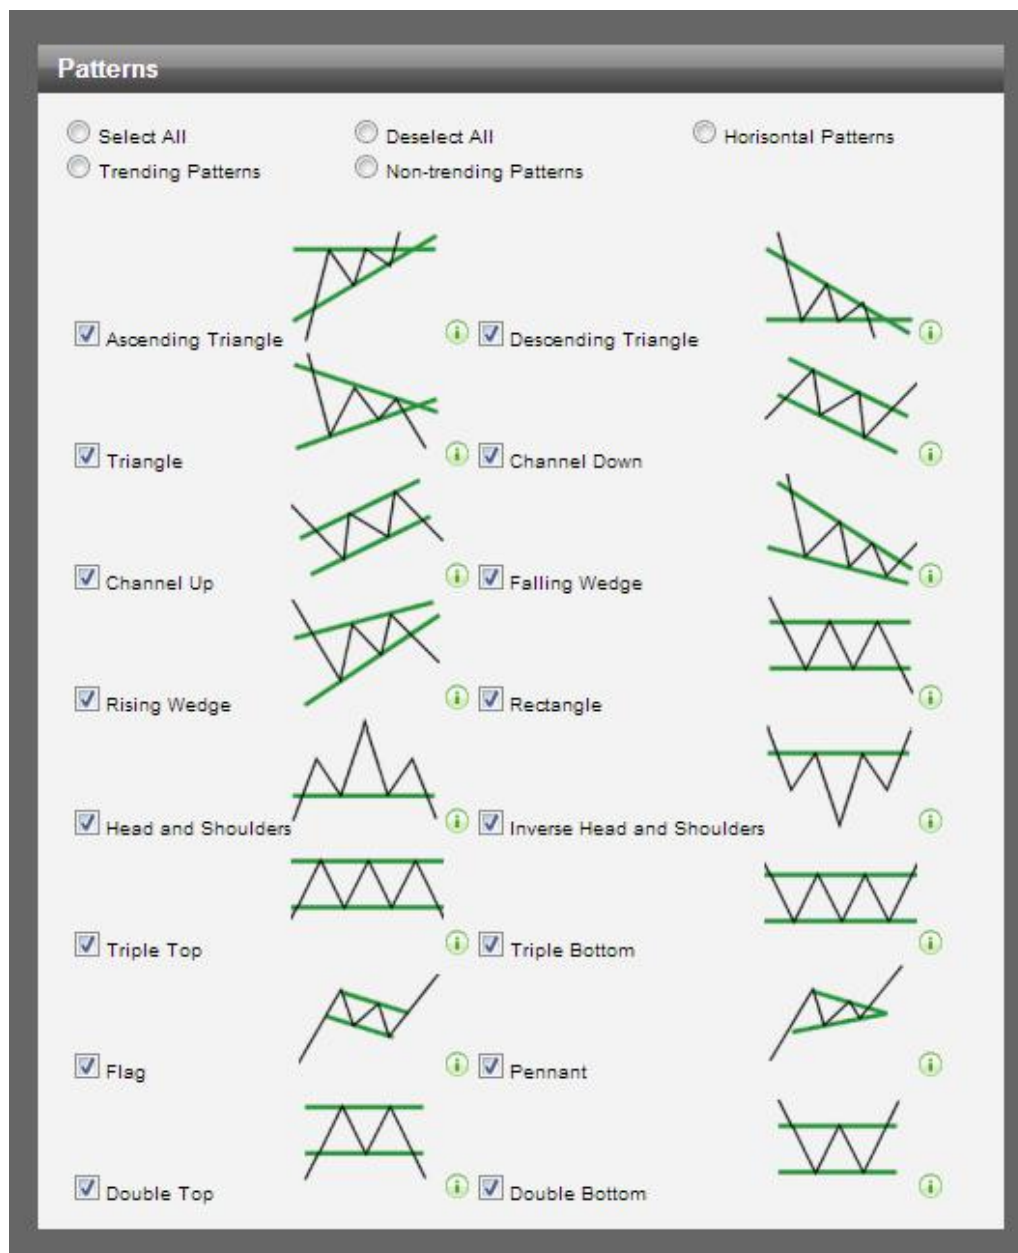 Patterns
Select All Deselect All Horisontal Patterns
Trending Patterns Non-trending Patterns
Ascending Triangle Descending Triangle
Triangle Channel Down
Channel Up Falling Wedge
Rising Wedge Rectangle
Head and Shoulders Inverse Head and Shoulders
Triple Top Triple Bottom
Flag Pennant
Double Top Double Bottom